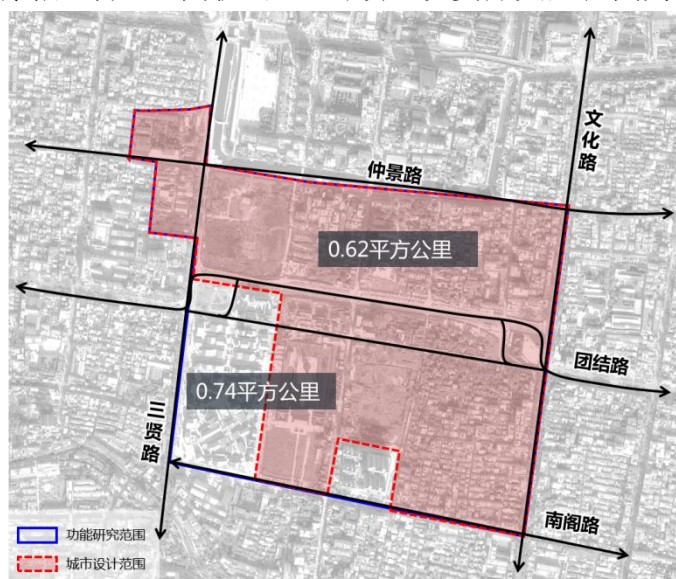 文化路
仲景路
0.62平方公里
团结路
0.74平方公里
三贤路
南阁路
功能研究范围
城市设计范围